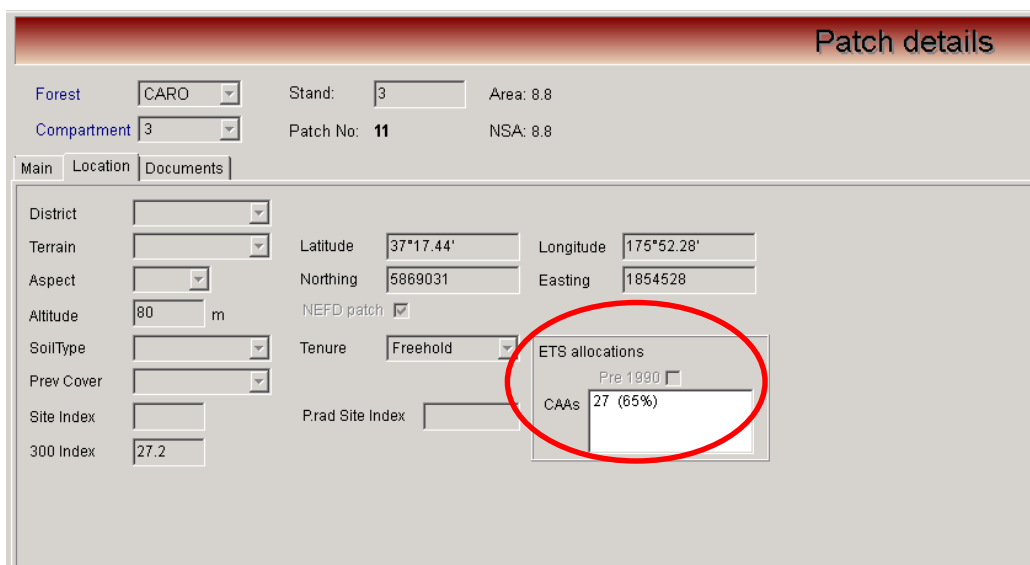 Patch details
Forest CARO Stand: 3 Area: 8.8
Compartment 3 Patch No: 11 NSA: 8.8
Main Location Documents
District
Terrain Latitude 37°17.44' Longitude 175°52.28'
Aspect Northing 5869031 Easting 1854528
Altitude 80 m NEFD patch
SoilType Tenure Freehold ETS allocations
Prev Cover Pre 1990
CAAs 27 (65%)
Site Index P.rad Site Index
300 Index 27.2